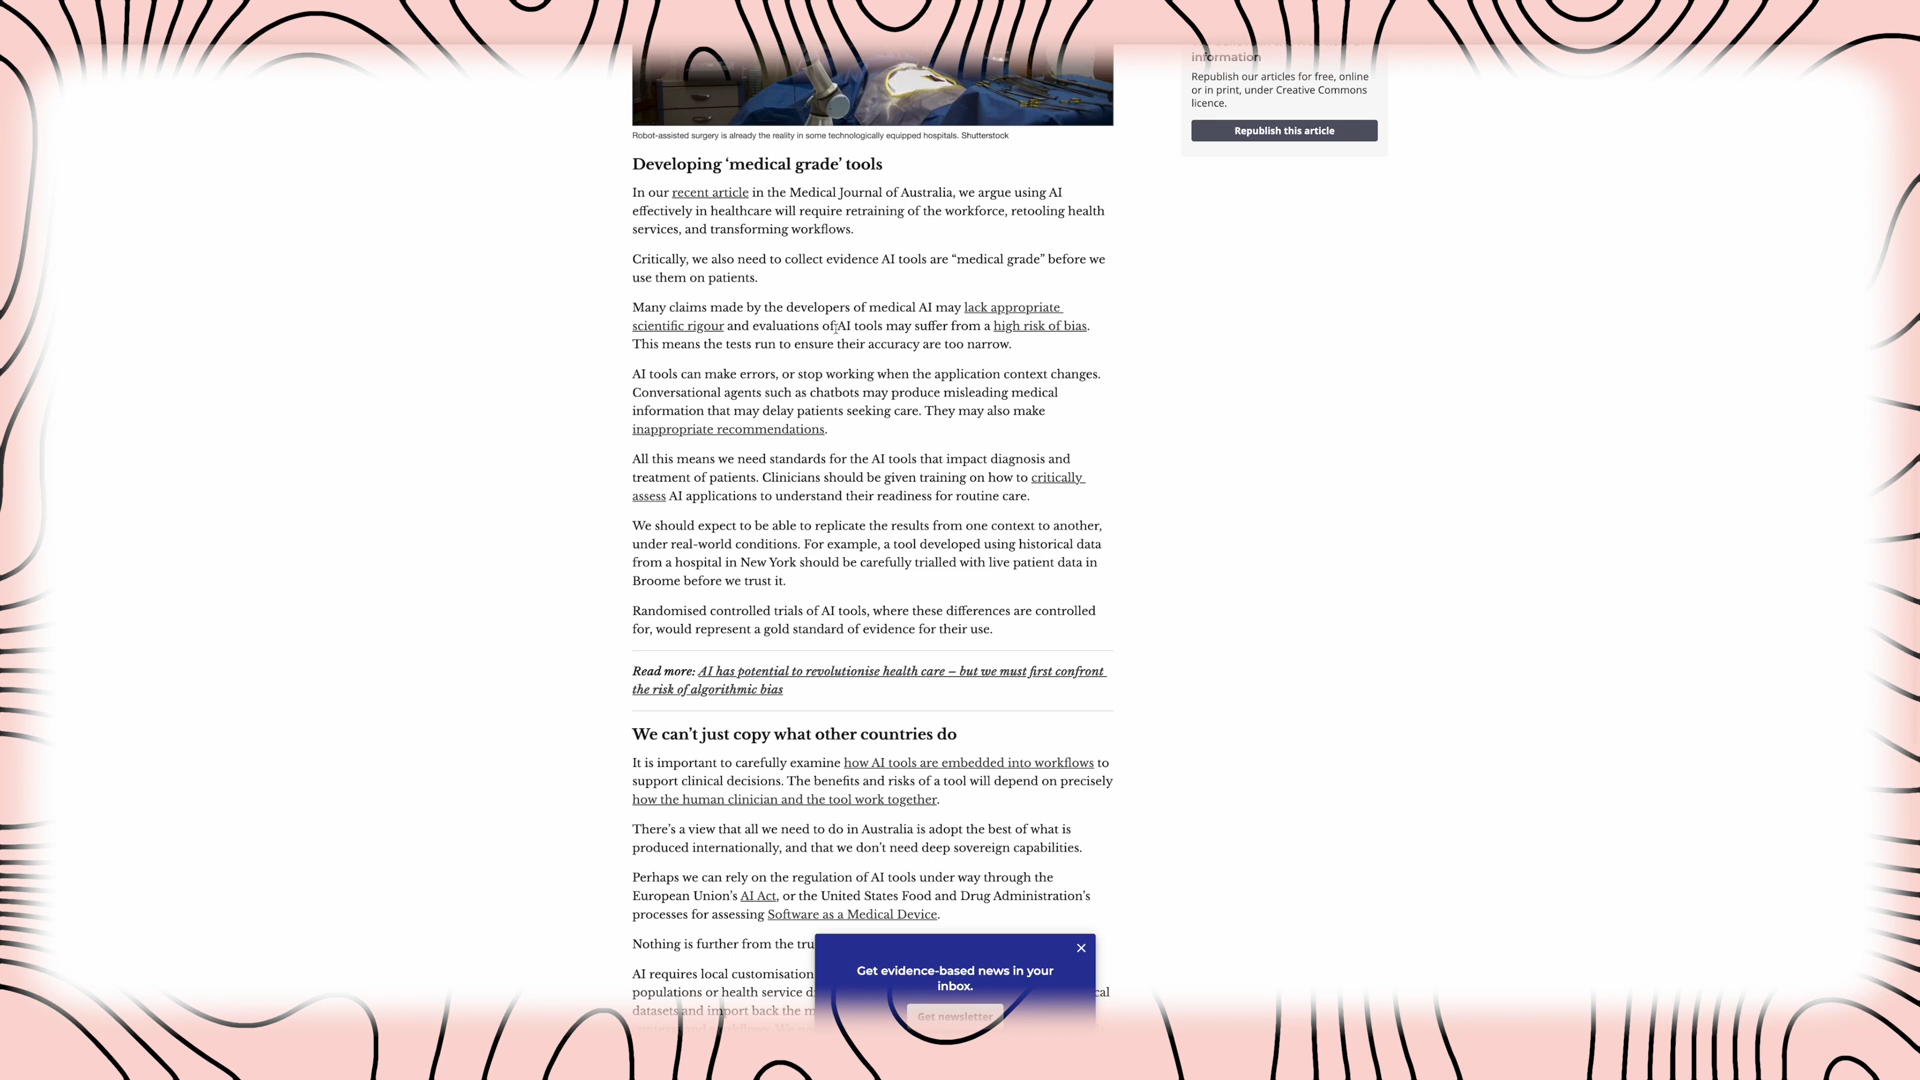 information
Republish our articles for free, online
or in print, under Creative Commons
licence.
Republish this article
Robot-assisted surgery is already the reality in some technologically equipped hospitals. Shutterstock
Developing ‘medical grade’ tools
In our recent article in the Medical Journal of Australia, we argue using AI
effectively in healthcare will require retraining of the workforce, retooling health
services, and transforming workflows.
Critically, we also need to collect evidence AI tools are “medical grade” before we
use them on patients.
Many claims made by the developers of medical AI may lack appropriate
scientific rigour and evaluations of AI tools may suffer from a high risk of bias.
This means the tests run to ensure their accuracy are too narrow.
AI tools can make errors, or stop working when the application context changes.
Conversational agents such as chatbots may produce misleading medical
information that may delay patients seeking care. They may also make
inappropriate recommendations.
All this means we need standards for the AI tools that impact diagnosis and
treatment of patients. Clinicians should be given training on how to critically
assess AI applications to understand their readiness for routine care.
We should expect to be able to replicate the results from one context to another,
under real-world conditions. For example, a tool developed using historical data
from a hospital in New York should be carefully trialled with live patient data in
Broome before we trust it.
Randomised controlled trials of AI tools, where these differences are controlled
for, would represent a gold standard of evidence for their use.
Read more: AI has potential to revolutionise health care – but we must first confront
the risk of algorithmic bias
We can’t just copy what other countries do
It is important to carefully examine how AI tools are embedded into workflows to
support clinical decisions. The benefits and risks of a tool will depend on precisely
how the human clinician and the tool work together.
There’s a view that all we need to do in Australia is adopt the best of what is
produced internationally, and that we don’t need deep sovereign capabilities.
Perhaps we can rely on the regulation of AI tools under way through the
European Union’s AI Act, or the United States Food and Drug Administration’s
processes for assessing Software as a Medical Device.
Nothing is further from the tru
AI requires local customisation
populations or health service d
datasets and import back the m
Get evidence-based news in your
inbox.
Get newsletter